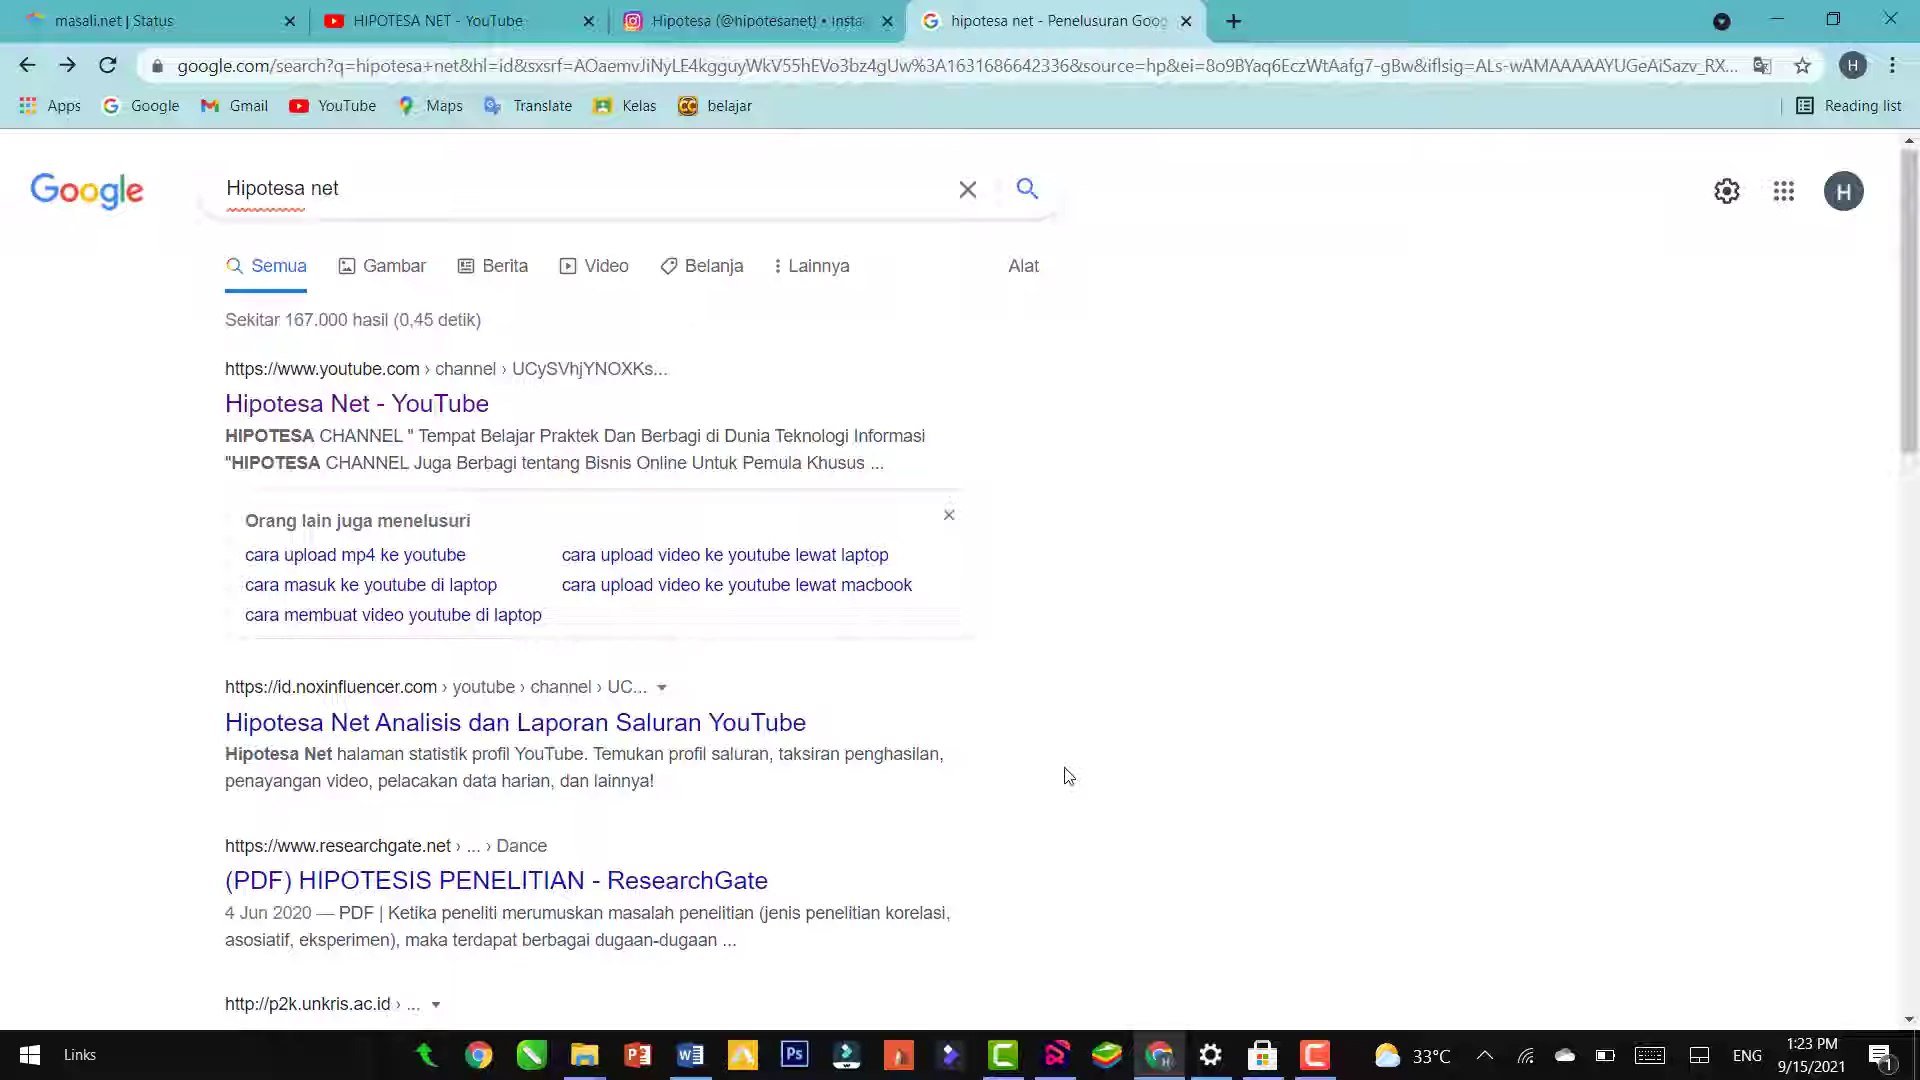 masali.net | Status
HIPOTESA NET - YouTube
Hipotesa (@hipotesanet) • Insta
hipotesa net - Penelusuran Goog
google.com/search?q=hipotesa+net&hl=id&sxsrf=AOaemvJiNyLE4kgguyWkV55hEVo3bz4gUw%3A1631686642336&source=hp&ei=8o9BYaq6EczWtAafg7-gBw&iflsig=ALs-wAMAAAAAYUGeAiSazv_RX...
H
Apps Google Gmail YouTube Maps Translate Kelas belajar Reading list
Google
Hipotesa net
H
Semua Gambar Berita Video Belanja Lainnya Alat
Sekitar 167.000 hasil (0,45 detik)
https://www.youtube.com › channel › UCySVhjYNOXKs...
Hipotesa Net - YouTube
HIPOTESA CHANNEL " Tempat Belajar Praktek Dan Berbagi di Dunia Teknologi Informasi
"HIPOTESA CHANNEL Juga Berbagi tentang Bisnis Online Untuk Pemula Khusus ...
Orang lain juga menelusuri
cara upload mp4 ke youtube cara upload video ke youtube lewat laptop
cara masuk ke youtube di laptop cara upload video ke youtube lewat macbook
cara membuat video youtube di laptop
https://id.noxinfluencer.com › youtube › channel › UC...
Hipotesa Net Analisis dan Laporan Saluran YouTube
Hipotesa Net halaman statistik profil YouTube. Temukan profil saluran, taksiran penghasilan,
penayangan video, pelacakan data harian, dan lainnya!
https://www.researchgate.net › ... › Dance
(PDF) HIPOTESIS PENELITIAN - ResearchGate
4 Jun 2020 — PDF | Ketika peneliti merumuskan masalah penelitian (jenis penelitian korelasi,
asosiatif, eksperimen), maka terdapat berbagai dugaan-dugaan ...
http://p2k.unkris.ac.id › ...
Links
Ps
33°C
ENG
1:23 PM
9/15/2021
1